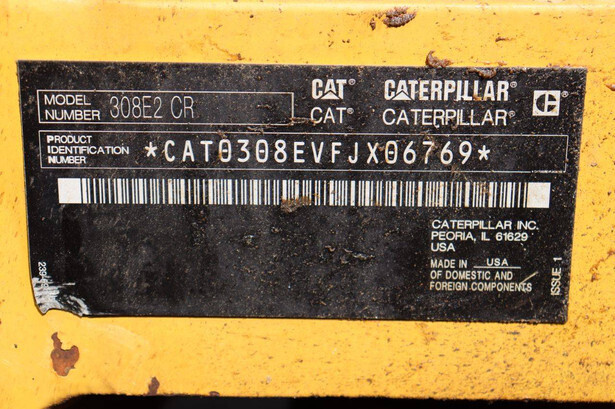 MODEL NUMBER 308E2 CR
CAT® CATERPILLAR®
CAT® CATERPILLAR®
PRODUCT IDENTIFICATION NUMBER *CAT0308EVFJX06769*
CATERPILLAR INC.
PEORIA, IL 61629
USA
MADE IN USA
OF DOMESTIC AND
FOREIGN COMPONENTS
ISSUE 1